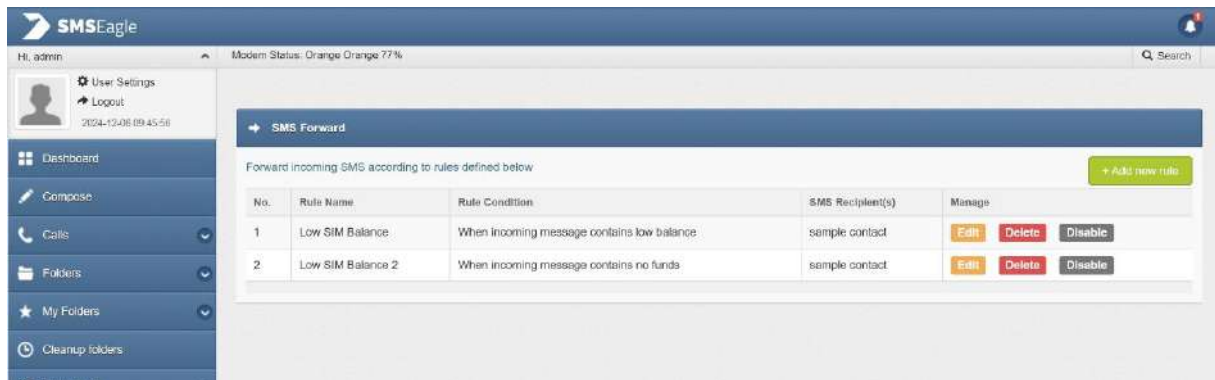 SMSEagle
1
Hi, admin
Modem Status: Orange Orange 77%
Search
User Settings
Logout
2024-12-06 09:45:56
SMS Forward
Dashboard
Forward incoming SMS according to rules defined below
+ Add new rule
Compose
No. Rule Name Rule Condition SMS Recipient(s) Manage
Calls
1 Low SIM Balance When incoming message contains low balance sample contact Edit Delete Disable
Folders
2 Low SIM Balance 2 When incoming message contains no funds sample contact Edit Delete Disable
My Folders
Cleanup folders